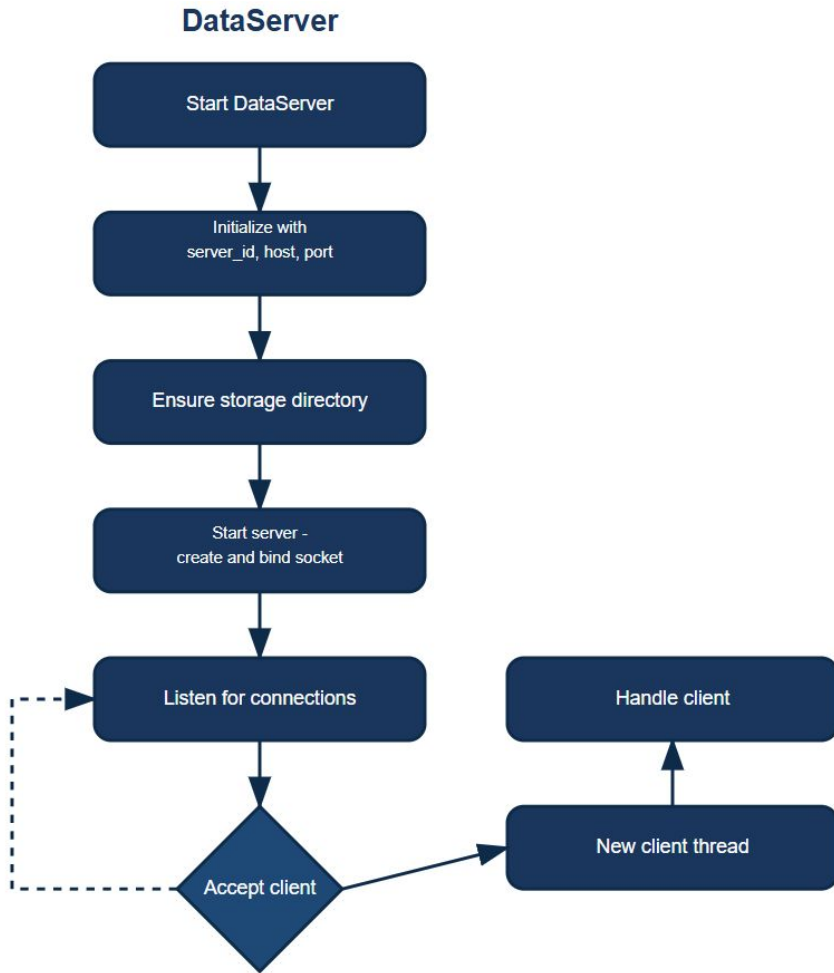 DataServer
Start DataServer
Initialize with
server_id, host, port
Ensure storage directory
Start server -
create and bind socket
Listen for connections
Handle client
New client thread
Accept client